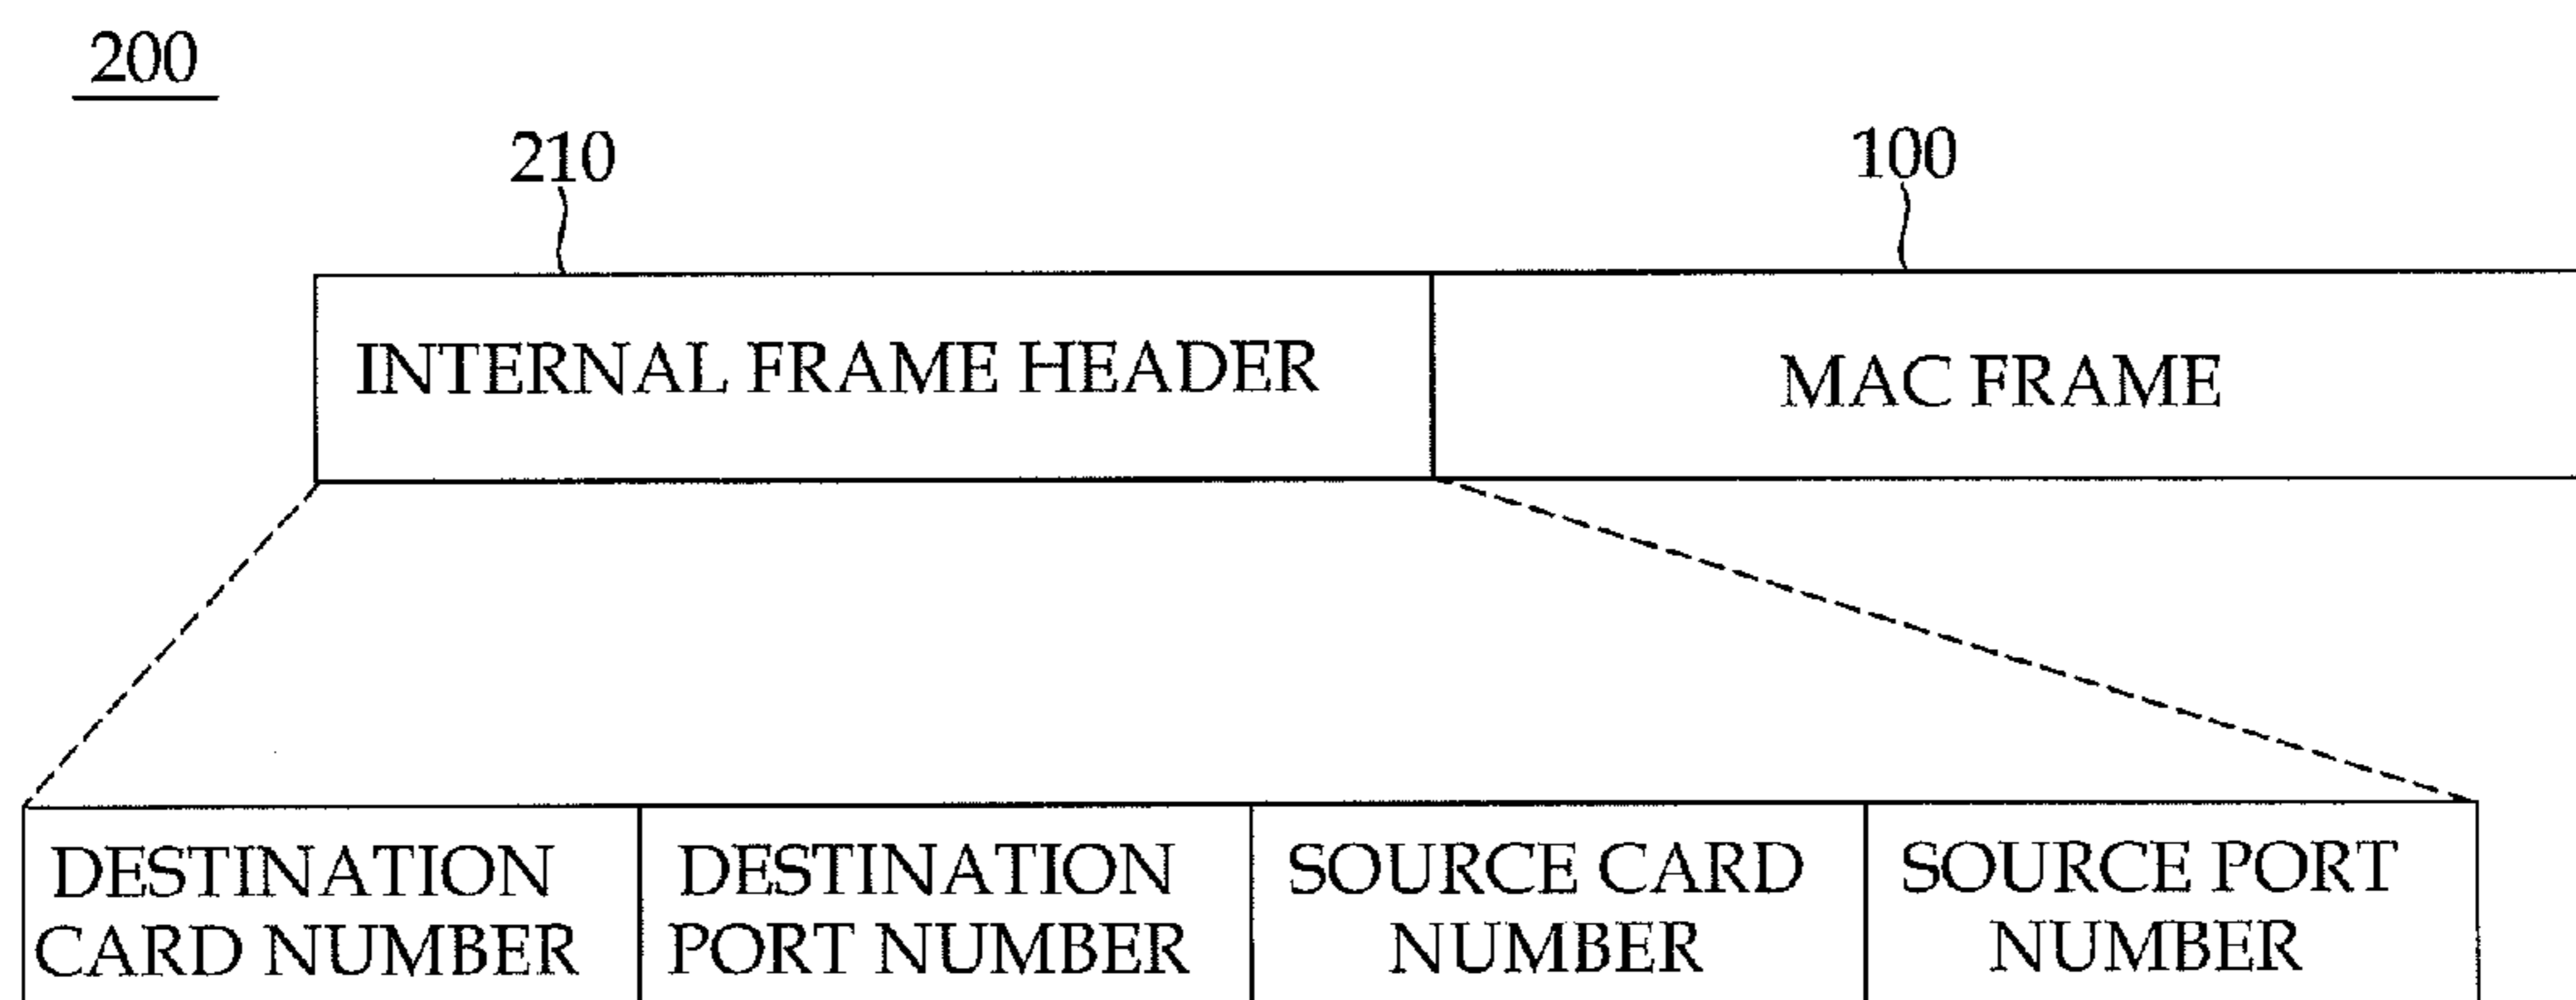 200
210
100
INTERNAL FRAME HEADER
MAC FRAME
DESTINATION
CARD NUMBER
DESTINATION
PORT NUMBER
SOURCE CARD
NUMBER
SOURCE PORT
NUMBER